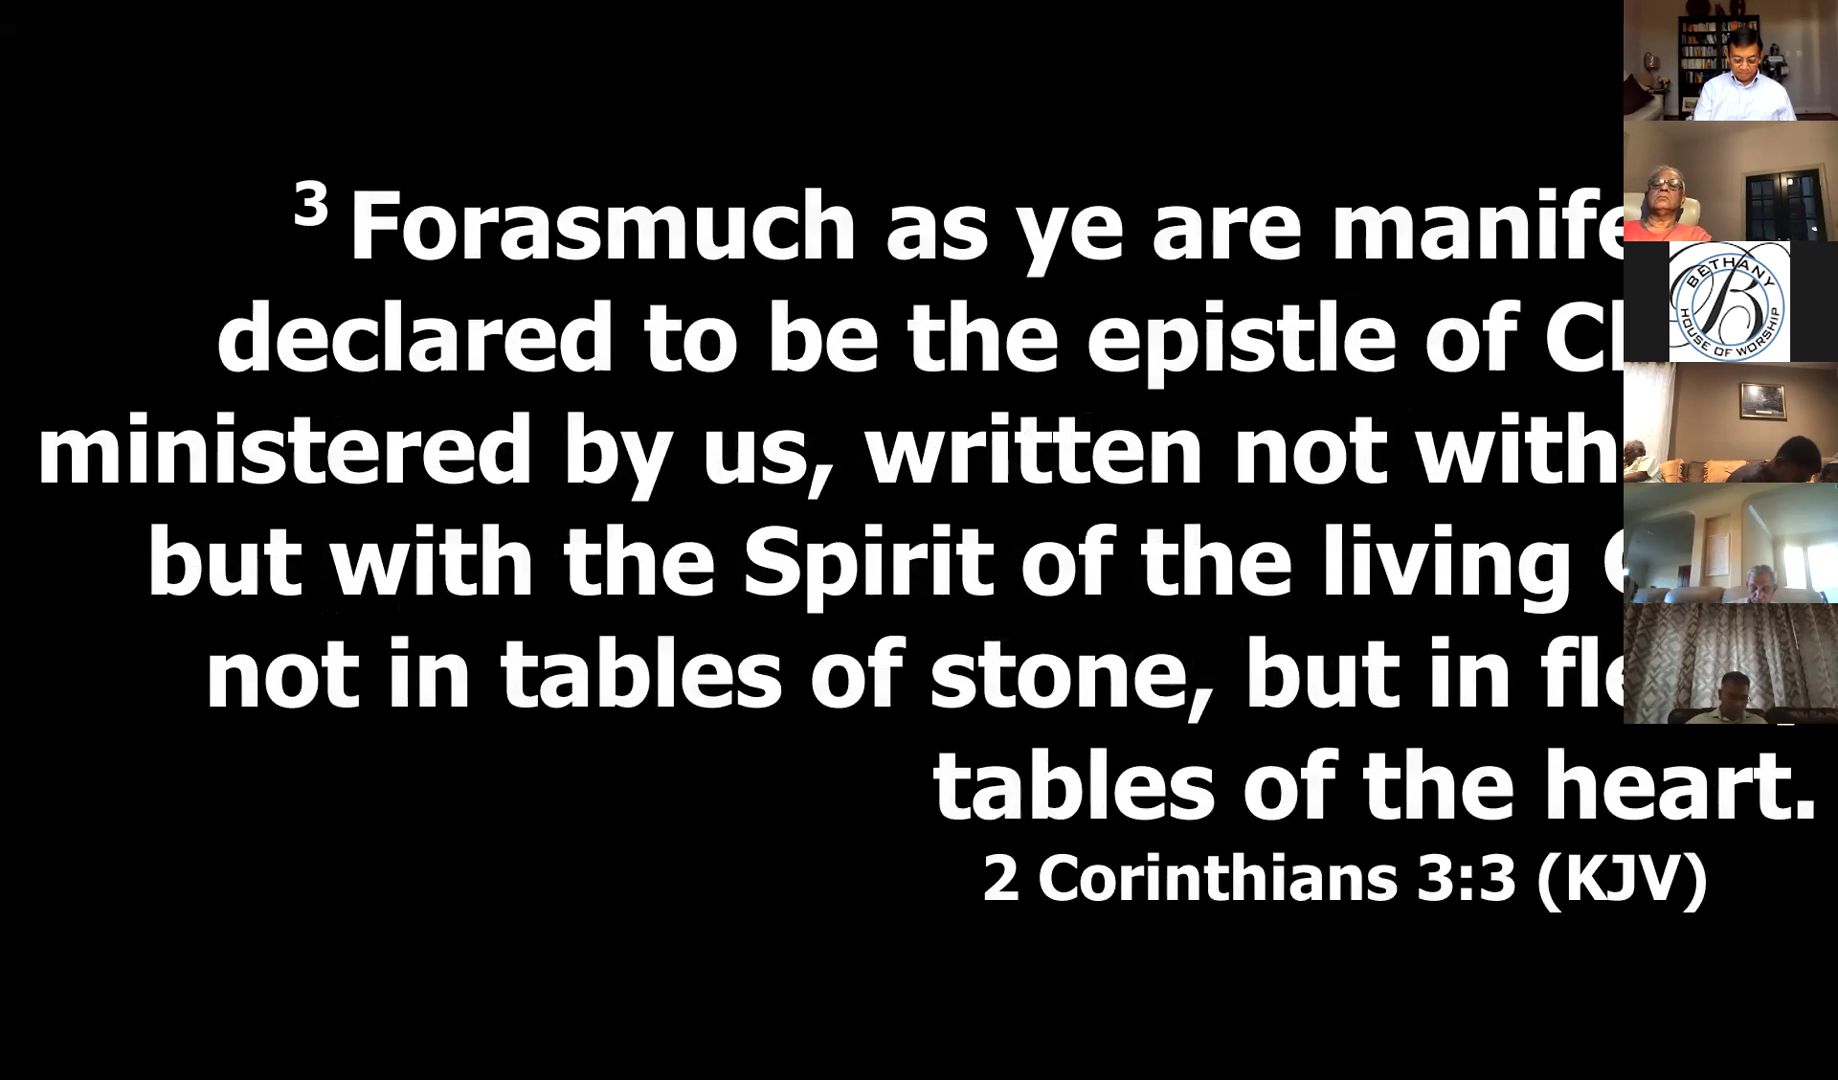 3 Forasmuch as ye are manife
declared to be the epistle of C
ministered by us, written not with
but with the Spirit of the living
not in tables of stone, but in fle
tables of the heart.
2 Corinthians 3:3 (KJV)
BETHANY
B
HOUSE OF WORSHIP